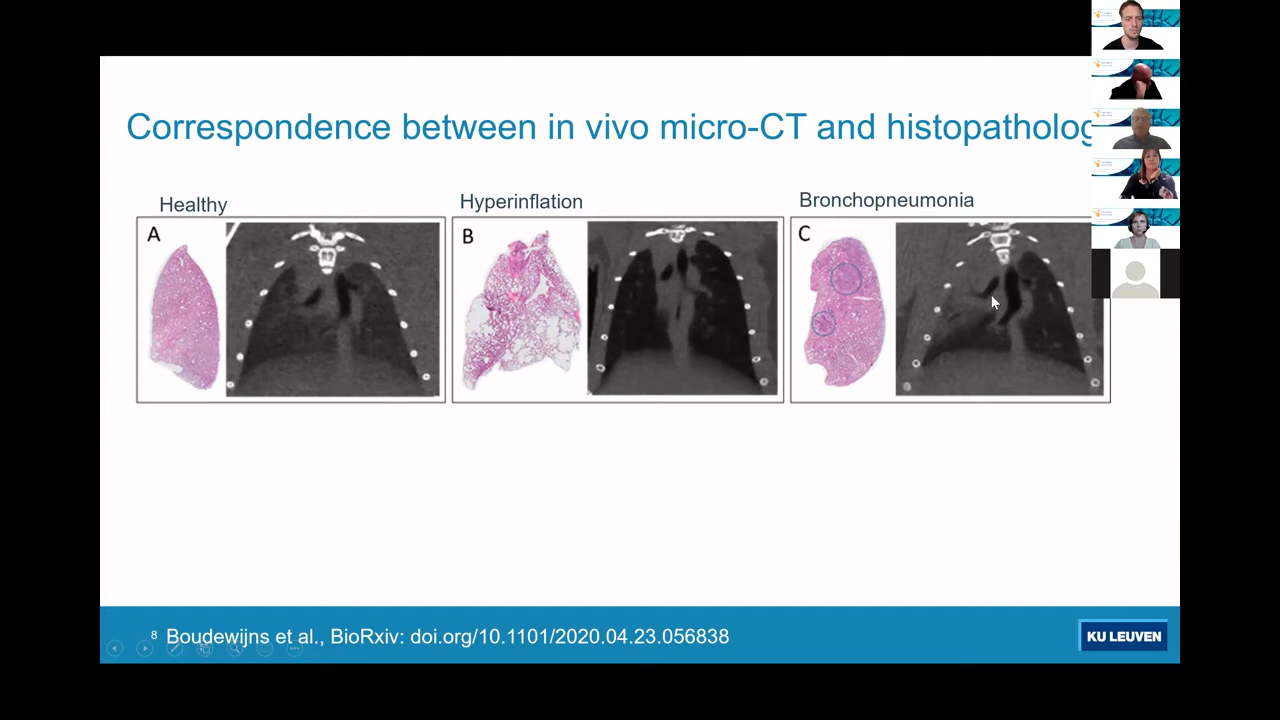 Correspondence between in vivo micro-CT and histopatholog
Healthy
Hyperinflation
Bronchopneumonia
A
B
C
8 Boudewijns et al., BioRxiv: doi.org/10.1101/2020.04.23.056838
KU LEUVEN